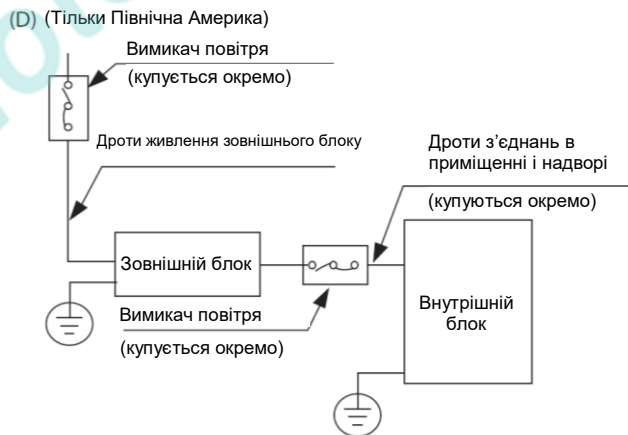 (D) (Тільки Північна Америка)
Вимикач повітря
(купується окремо)
Дроти живлення зовнішнього блоку
Дроти з’єднань в
приміщенні і надворі
(купуються окремо)
Зовнішній блок
Вимикач повітря
(купується окремо)
Внутрішній
блок